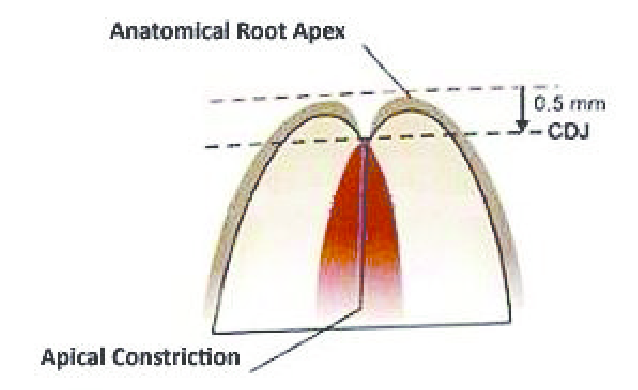 Anatomical Root Apex
0.5 mm
CDJ
Apical Constriction